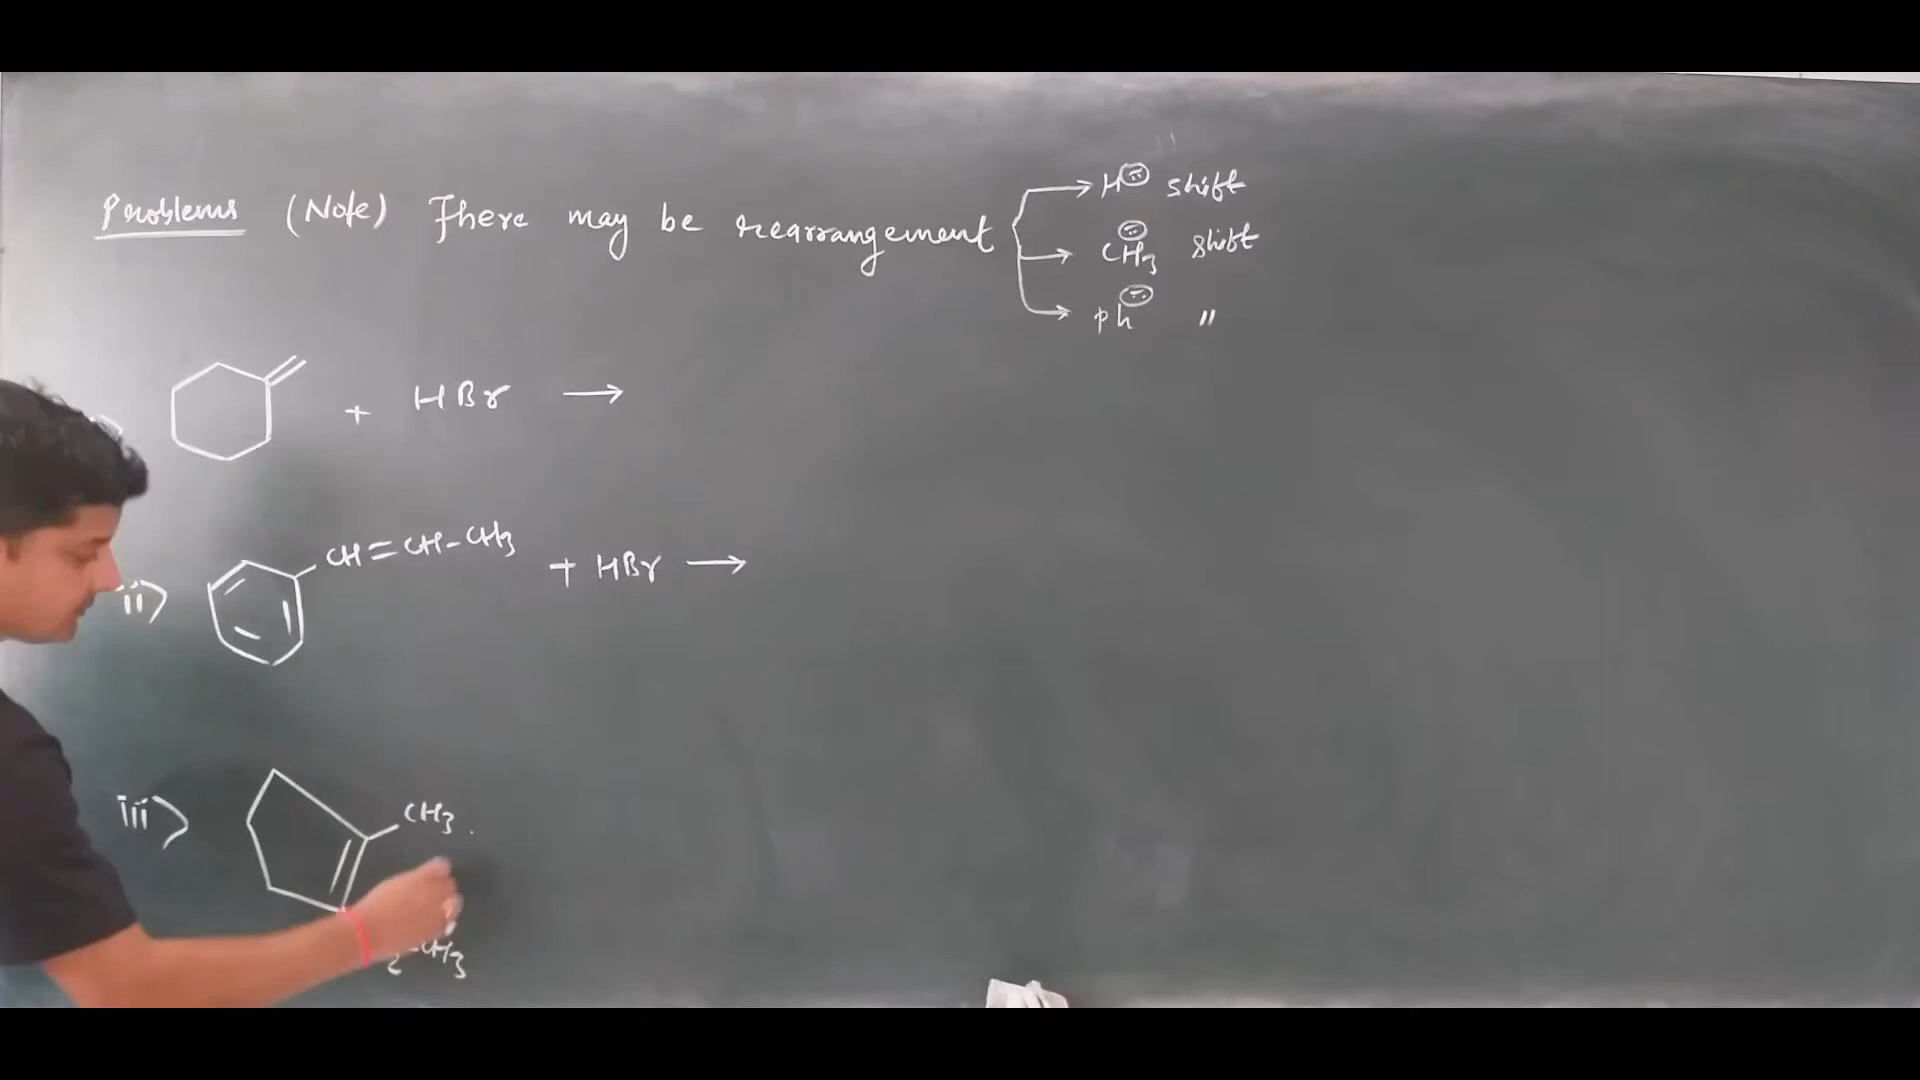 Problems (Note) There may be rearrangement
H⊖ shift
CH3⊖ shift
ph⊖ "
+ HBr →
ii) CH=CH-CH3 + HBr →
iii) CH3
2-CH3